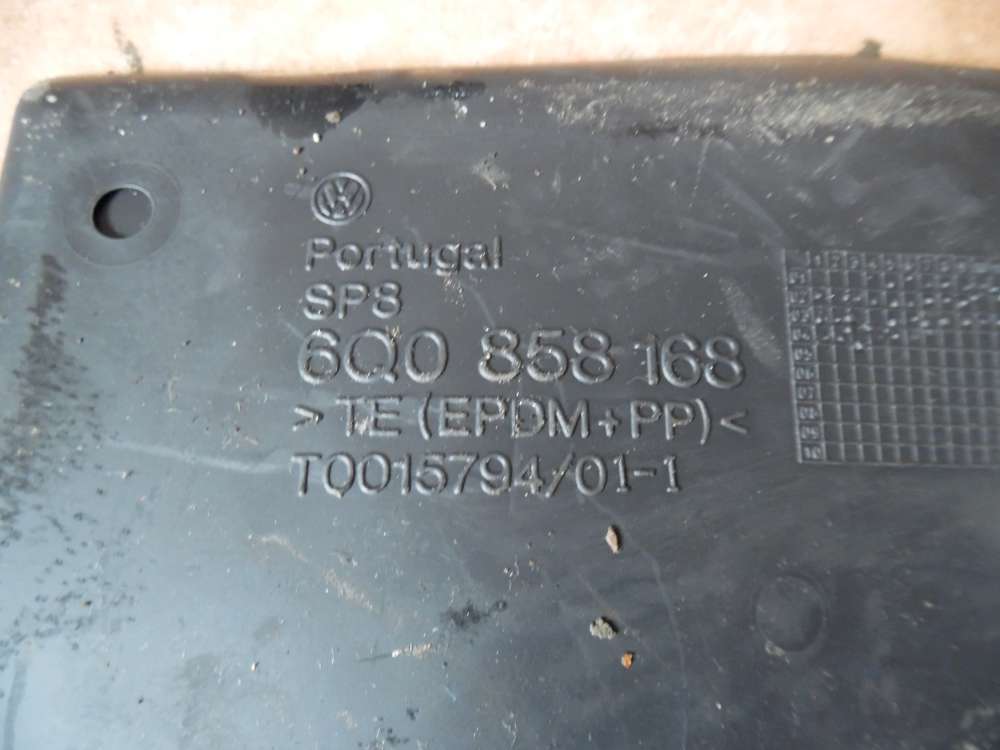 Portugal
SP8
6Q0 858 168
>TE(EPDM+PP)<
T0015794/01-1